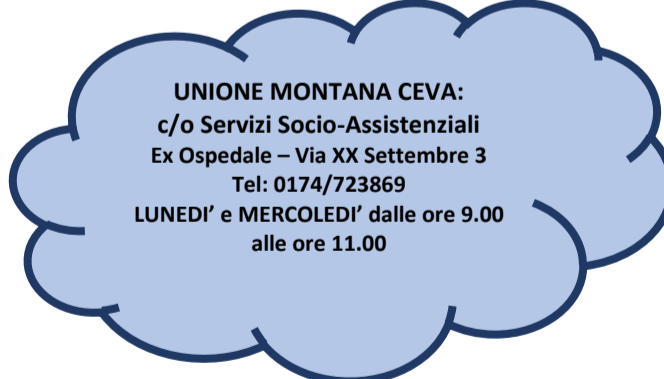 UNIONE MONTANA CEVA:
c/o Servizi Socio-Assistenziali
Ex Ospedale – Via XX Settembre 3
Tel: 0174/723869
LUNEDI’ e MERCOLEDI’ dalle ore 9.00
alle ore 11.00